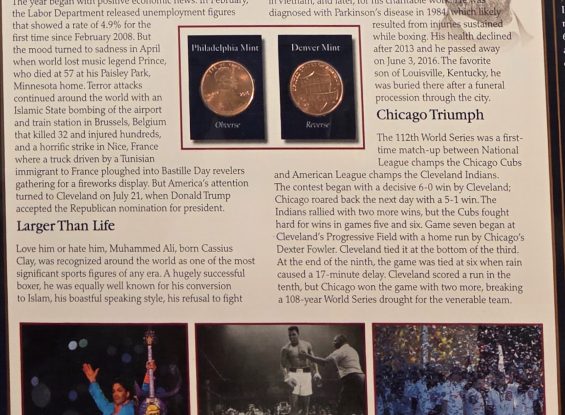 The year began with positive economic news. In February,
the Labor Department released unemployment figures
that showed a rate of 4.9% for the
first time since February 2008. But
the mood turned to sadness in April
when world lost music legend Prince,
who died at 57 at his Paisley Park,
Minnesota home. Terror attacks
continued around the world with an
Islamic State bombing of the airport
and train station in Brussels, Belgium
that killed 32 and injured hundreds,
and a horrific strike in Nice, France
where a truck driven by a Tunisian
immigrant to France ploughed into Bastille Day revelers
gathering for a fireworks display. But America's attention
turned to Cleveland on July 21, when Donald Trump
accepted the Republican nomination for president.
Larger Than Life
Love him or hate him, Muhammed Ali, born Cassius
Clay, was recognized around the world as one of the most
significant sports figures of any era. A hugely successful
boxer, he was equally well known for his conversion
to Islam, his boastful speaking style, his refusal to fight
Philadelphia Mint
Obverse
Denver Mint
Reverse
in Vietnam, and later, for his charitable
diagnosed with Parkinson's disease in 1984, which likely
resulted from injuries sustained
while boxing. His health declined
after 2013 and he passed away
on June 3, 2016. The favorite
son of Louisville, Kentucky, he
was buried there after a funeral
procession through the city.
Chicago Triumph
The 112th World Series was a first-
time match-up between National
League champs the Chicago Cubs
and American League champs the Cleveland Indians.
The contest began with a decisive 6-0 win by Cleveland;
Chicago roared back the next day with a 5-1 win. The
Indians rallied with two more wins, but the Cubs fought
hard for wins in games five and six. Game seven began at
Cleveland's Progressive Field with a home run by Chicago's
Dexter Fowler. Cleveland tied it at the bottom of the third.
At the end of the ninth, the game was tied at six when rain
caused a 17-minute delay. Cleveland scored a run in the
tenth, but Chicago won the game with two more, breaking
a 108-year World Series drought for the venerable team.